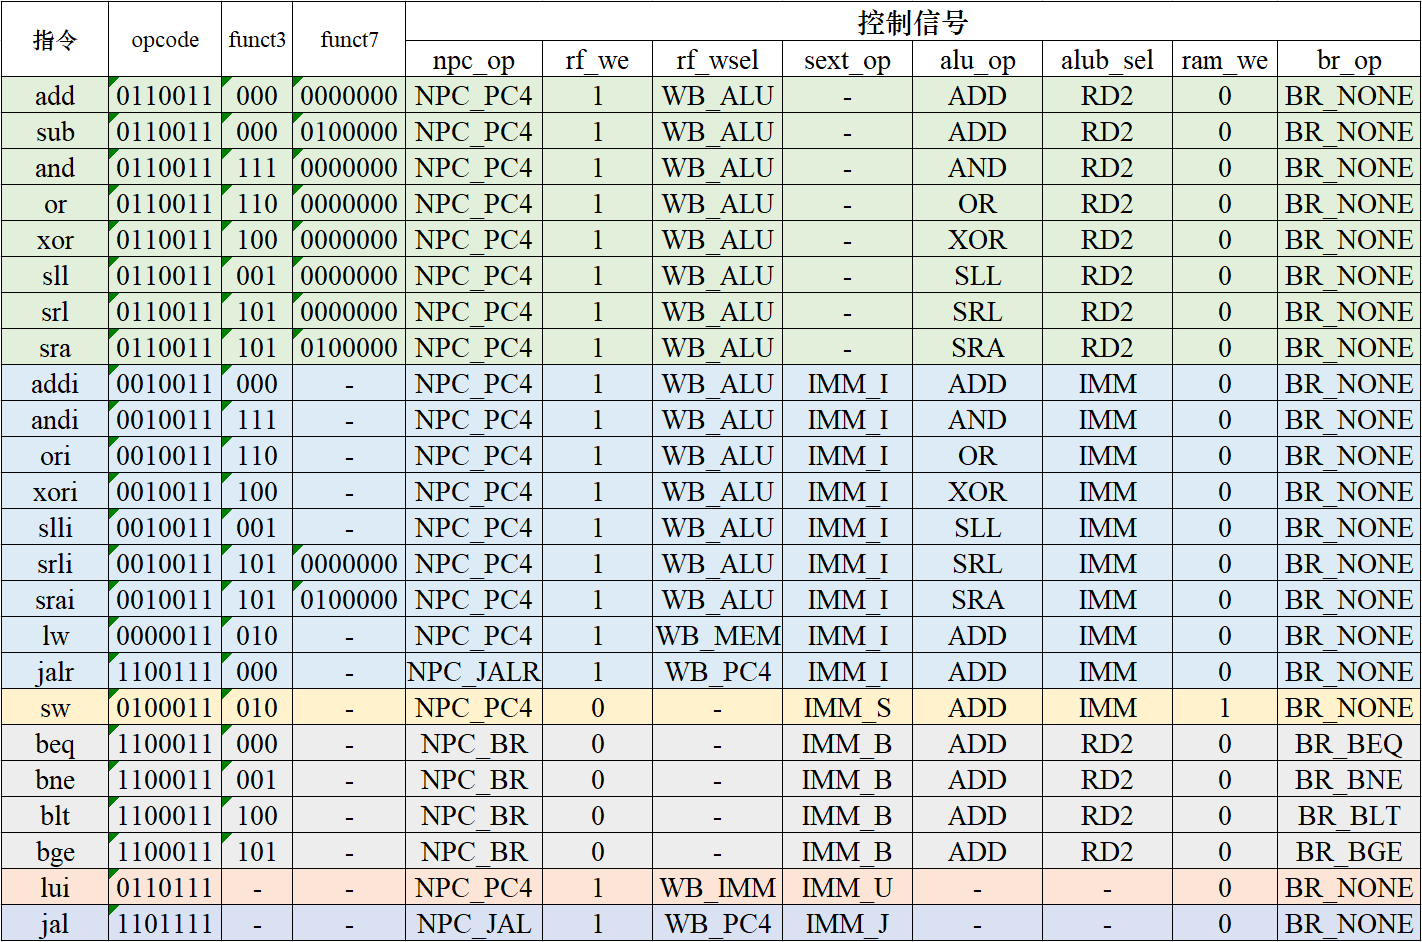 指令 opcode funct3 funct7 控制信号
npc_op rf_we rf_wsel sext_op alu_op alub_sel ram_we br_op
add 0110011 000 0000000 NPC_PC4 1 WB_ALU - ADD RD2 0 BR_NONE
sub 0110011 000 0100000 NPC_PC4 1 WB_ALU - ADD RD2 0 BR_NONE
and 0110011 111 0000000 NPC_PC4 1 WB_ALU - AND RD2 0 BR_NONE
or 0110011 110 0000000 NPC_PC4 1 WB_ALU - OR RD2 0 BR_NONE
xor 0110011 100 0000000 NPC_PC4 1 WB_ALU - XOR RD2 0 BR_NONE
sll 0110011 001 0000000 NPC_PC4 1 WB_ALU - SLL RD2 0 BR_NONE
srl 0110011 101 0000000 NPC_PC4 1 WB_ALU - SRL RD2 0 BR_NONE
sra 0110011 101 0100000 NPC_PC4 1 WB_ALU - SRA RD2 0 BR_NONE
addi 0010011 000 - NPC_PC4 1 WB_ALU IMM_I ADD IMM 0 BR_NONE
andi 0010011 111 - NPC_PC4 1 WB_ALU IMM_I AND IMM 0 BR_NONE
ori 0010011 110 - NPC_PC4 1 WB_ALU IMM_I OR IMM 0 BR_NONE
xori 0010011 100 - NPC_PC4 1 WB_ALU IMM_I XOR IMM 0 BR_NONE
slli 0010011 001 - NPC_PC4 1 WB_ALU IMM_I SLL IMM 0 BR_NONE
srli 0010011 101 0000000 NPC_PC4 1 WB_ALU IMM_I SRL IMM 0 BR_NONE
srai 0010011 101 0100000 NPC_PC4 1 WB_ALU IMM_I SRA IMM 0 BR_NONE
lw 0000011 010 - NPC_PC4 1 WB_MEM IMM_I ADD IMM 0 BR_NONE
jalr 1100111 000 - NPC_JALR 1 WB_PC4 IMM_I ADD IMM 0 BR_NONE
sw 0100011 010 - NPC_PC4 0 - IMM_S ADD IMM 1 BR_NONE
beq 1100011 000 - NPC_BR 0 - IMM_B ADD RD2 0 BR_BEQ
bne 1100011 001 - NPC_BR 0 - IMM_B ADD RD2 0 BR_BNE
blt 1100011 100 - NPC_BR 0 - IMM_B ADD RD2 0 BR_BLT
bge 1100011 101 - NPC_BR 0 - IMM_B ADD RD2 0 BR_BGE
lui 0110111 - - NPC_PC4 1 WB_IMM IMM_U - - 0 BR_NONE
jal 1101111 - - NPC_JAL 1 WB_PC4 IMM_J - - 0 BR_NONE